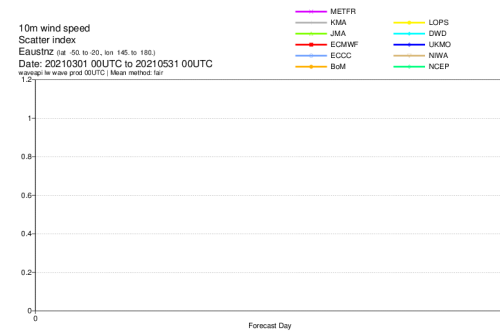 10m wind speed
Scatter index
Eaustnz (lat -50. to -20., lon 145. to 180.)
Date: 20210301 00UTC to 20210531 00UTC
waveapi lw wave prod 00UTC | Mean method: fair
METFR
KMA
JMA
ECMWF
ECCC
BoM
LOPS
DWD
UKMO
NIWA
NCEP
1.2
1
0.8
0.6
0.4
0.2
0
0
Forecast Day